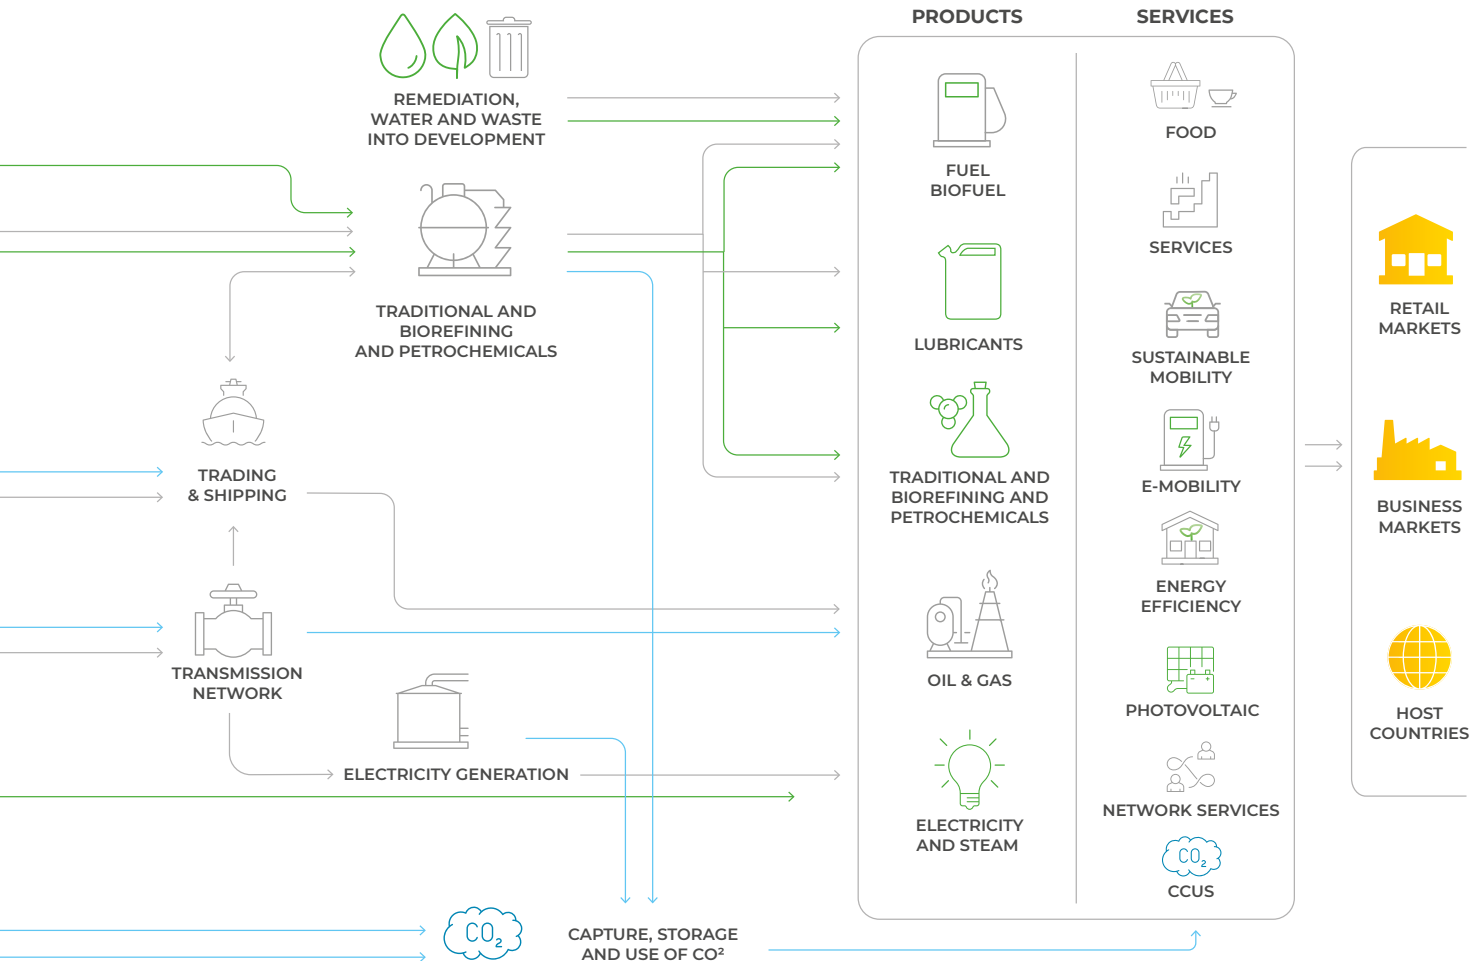 REMEDIATION,
WATER AND WASTE
INTO DEVELOPMENT
TRADITIONAL AND
BIOREFINING
AND PETROCHEMICALS
TRADING
& SHIPPING
TRANSMISSION
NETWORK
ELECTRICITY GENERATION
CO₂
CAPTURE, STORAGE
AND USE OF CO²
PRODUCTS
FUEL
BIOFUEL
LUBRICANTS
TRADITIONAL AND
BIOREFINING AND
PETROCHEMICALS
OIL & GAS
ELECTRICITY
AND STEAM
SERVICES
FOOD
SERVICES
SUSTAINABLE
MOBILITY
E-MOBILITY
ENERGY
EFFICIENCY
PHOTOVOLTAIC
NETWORK SERVICES
CO₂
CCUS
RETAIL
MARKETS
BUSINESS
MARKETS
HOST
COUNTRIES